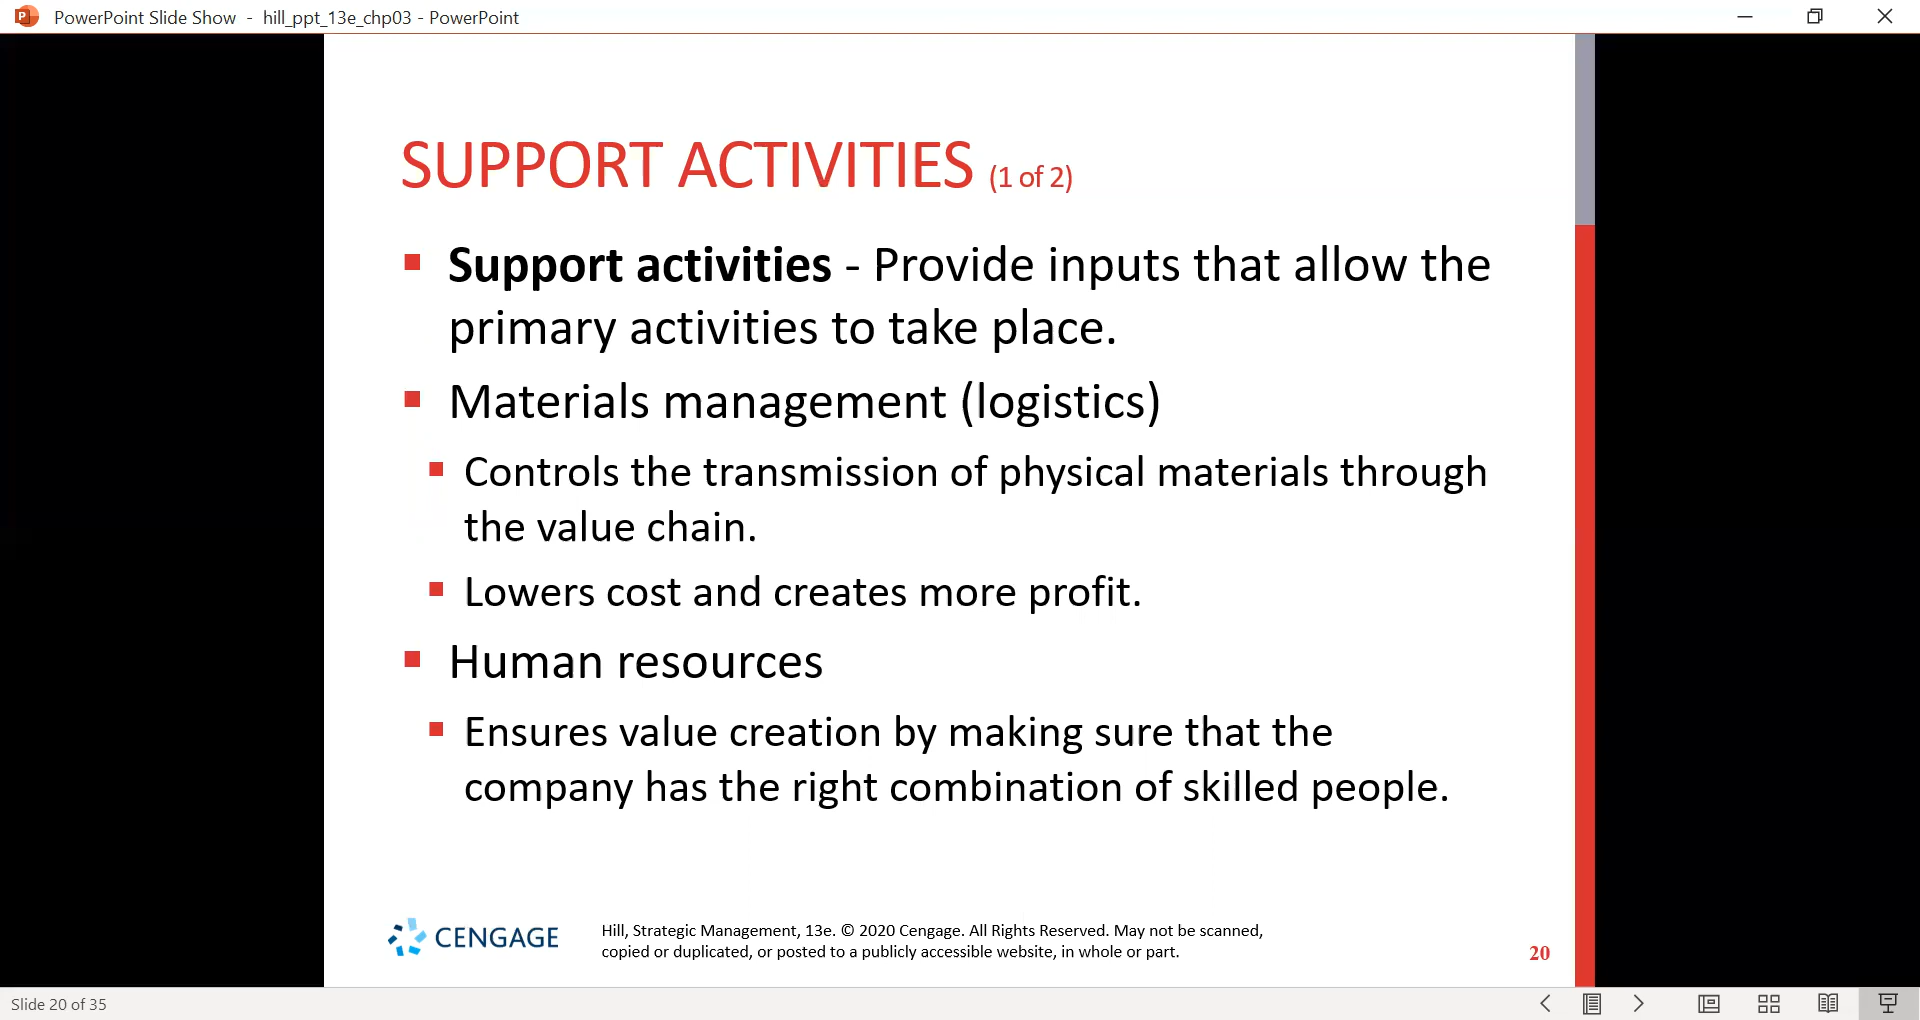 PowerPoint Slide Show - hill_ppt_13e_chp03 - PowerPoint
SUPPORT ACTIVITIES (1 of 2)
Support activities - Provide inputs that allow the
primary activities to take place.
Materials management (logistics)
Controls the transmission of physical materials through
the value chain.
Lowers cost and creates more profit.
Human resources
Ensures value creation by making sure that the
company has the right combination of skilled people.
CENGAGE
Hill, Strategic Management, 13e. © 2020 Cengage. All Rights Reserved. May not be scanned,
copied or duplicated, or posted to a publicly accessible website, in whole or part.
20
Slide 20 of 35